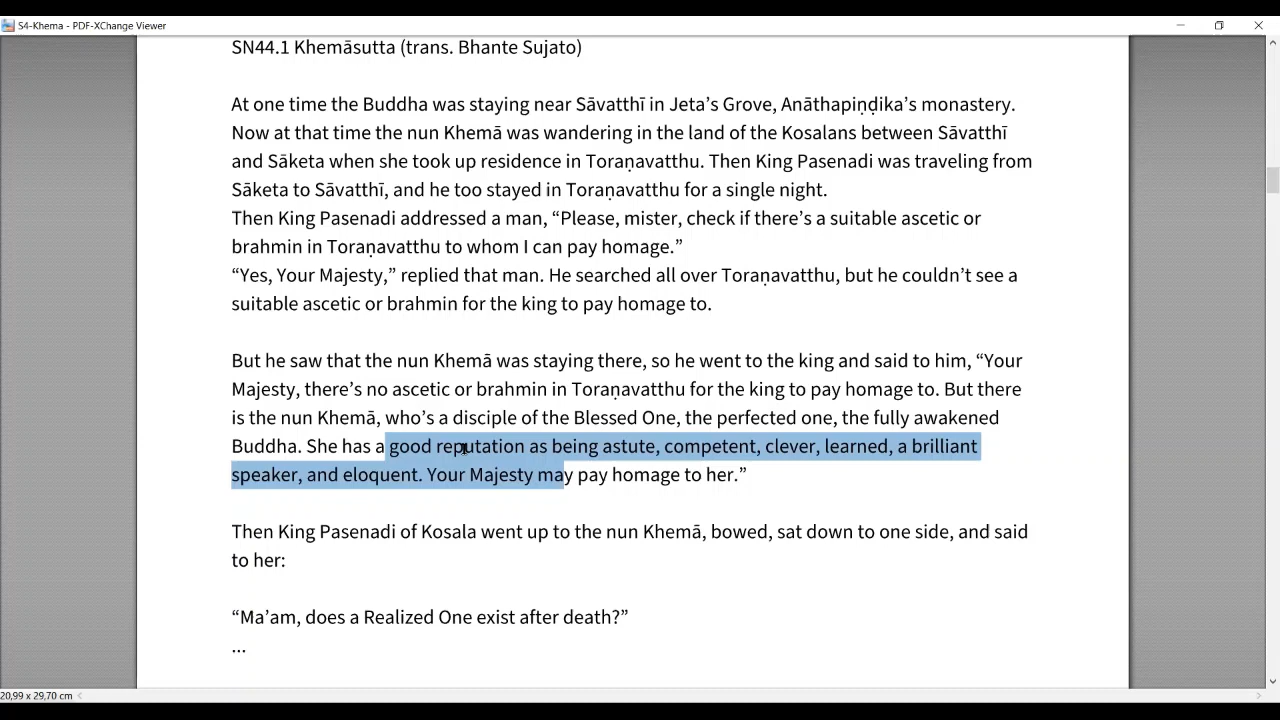 S4-Khema - PDF-XChange Viewer
SN44.1 Khemāsutta (trans. Bhante Sujato)
At one time the Buddha was staying near Sāvatthī in Jeta’s Grove, Anāthapiṇḍika’s monastery.
Now at that time the nun Khemā was wandering in the land of the Kosalans between Sāvatthī
and Sāketa when she took up residence in Toraṇavatthu. Then King Pasenadi was traveling from
Sāketa to Sāvatthī, and he too stayed in Toraṇavatthu for a single night.
Then King Pasenadi addressed a man, “Please, mister, check if there’s a suitable ascetic or
brahmin in Toraṇavatthu to whom I can pay homage.”
“Yes, Your Majesty,” replied that man. He searched all over Toraṇavatthu, but he couldn’t see a
suitable ascetic or brahmin for the king to pay homage to.
But he saw that the nun Khemā was staying there, so he went to the king and said to him, “Your
Majesty, there’s no ascetic or brahmin in Toraṇavatthu for the king to pay homage to. But there
is the nun Khemā, who’s a disciple of the Blessed One, the perfected one, the fully awakened
Buddha. She has a good reputation as being astute, competent, clever, learned, a brilliant
speaker, and eloquent. Your Majesty may pay homage to her.”
Then King Pasenadi of Kosala went up to the nun Khemā, bowed, sat down to one side, and said
to her:
“Ma’am, does a Realized One exist after death?”
...
20,99 x 29,70 cm